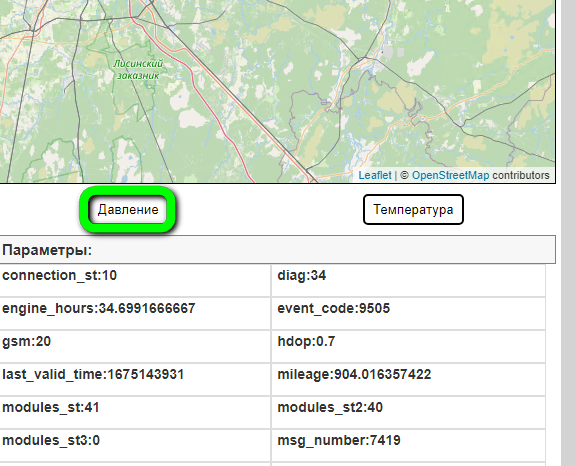 Лисинский
заказник
Leaflet | © OpenStreetMap contributors
Давление Температура
Параметры:
connection_st:10 diag:34
engine_hours:34.6991666667 event_code:9505
gsm:20 hdop:0.7
last_valid_time:1675143931 mileage:904.016357422
modules_st:41 modules_st2:40
modules_st3:0 msg_number:7419